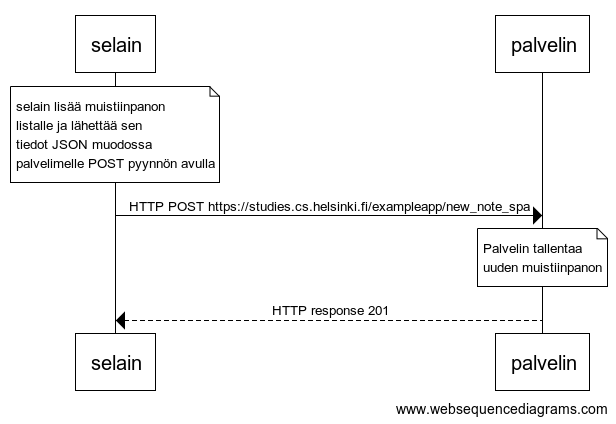 selain
palvelin
selain lisää muistiinpanon
listalle ja lähettää sen
tiedot JSON muodossa
palvelimelle POST pyynnön avulla
HTTP POST https://studies.cs.helsinki.fi/exampleapp/new_note_spa
Palvelin tallentaa
uuden muistiinpanon
HTTP response 201
selain
palvelin
www.websequencediagrams.com